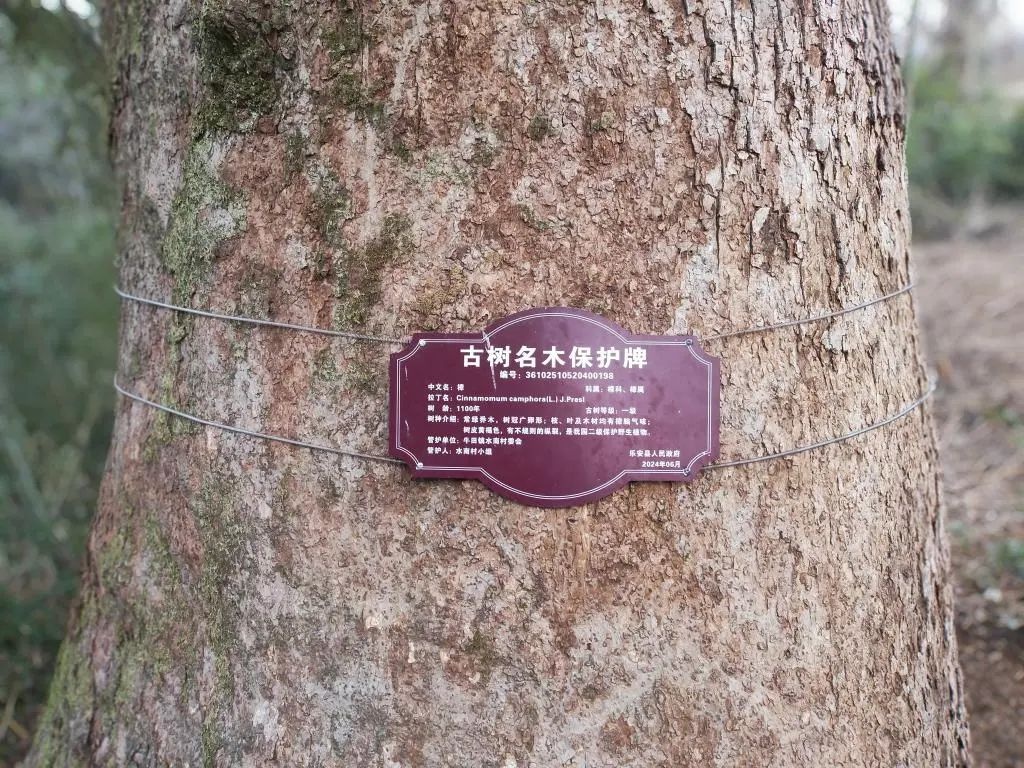 古树名木保护牌
编号：36102510520400198
中文名：樟 科属：樟科、樟属
拉丁名：Cinnamomum camphora(L.) J.Presl
树 龄：1100年 古树等级：一级
树种介绍：常绿乔木，树冠广卵形；枝、叶及木材均有樟脑气味；
树皮黄褐色，有不规则的纵裂，是我国二级保护野生植物。
管护单位：牛田镇水南村委会
管护人：水南村小组 乐安县人民政府
2024年06月